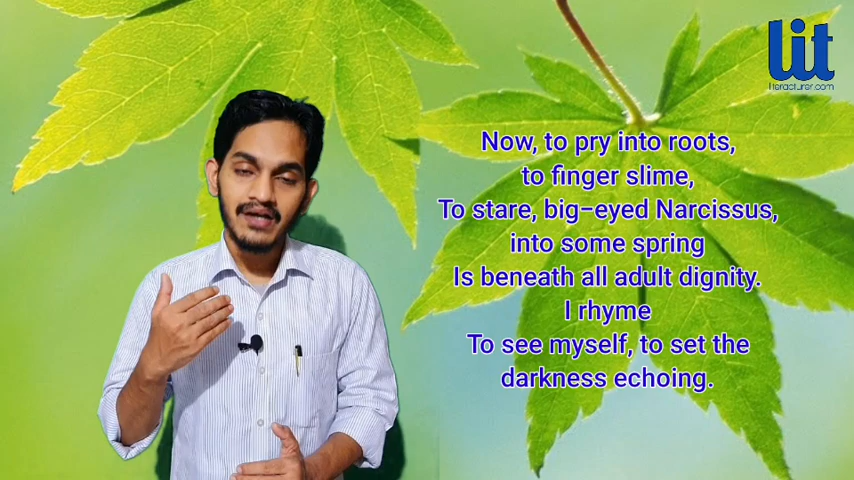 lit
literacturer.com
Now, to pry into roots,
to finger slime,
To stare, big-eyed Narcissus,
into some spring
Is beneath all adult dignity.
I rhyme
To see myself, to set the
darkness echoing.